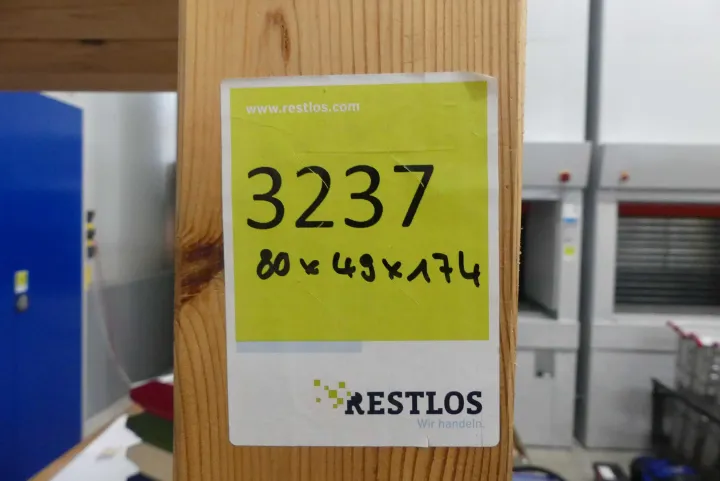 www.restlos.com
3237
80 x 49 x 174
RESTLOS
Wir handeln.